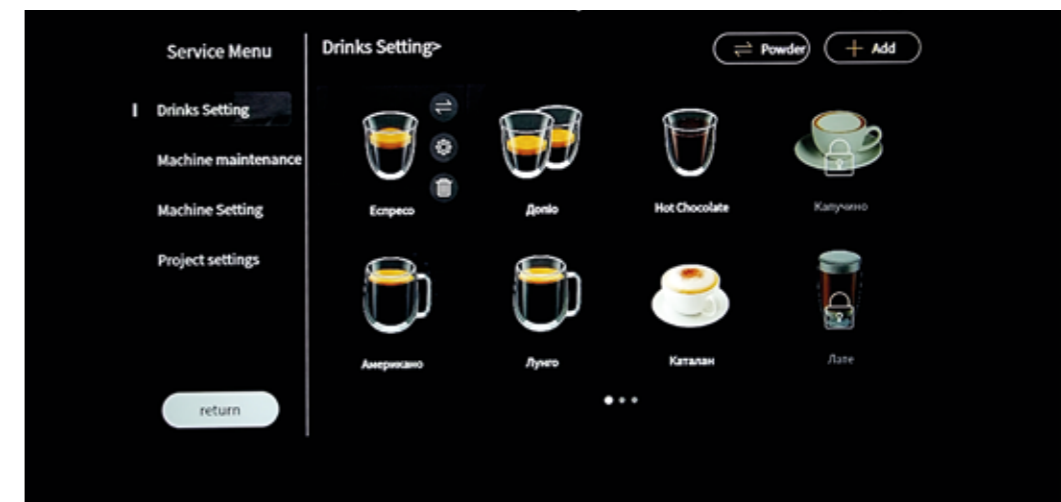 Service Menu
Drinks Setting>
Powder
Add
Drinks Setting
Machine maintenance
Machine Setting
Project settings
return
Еспресо
Допіо
Hot Chocolate
Капучино
Американо
Лунго
Каталан
Лате